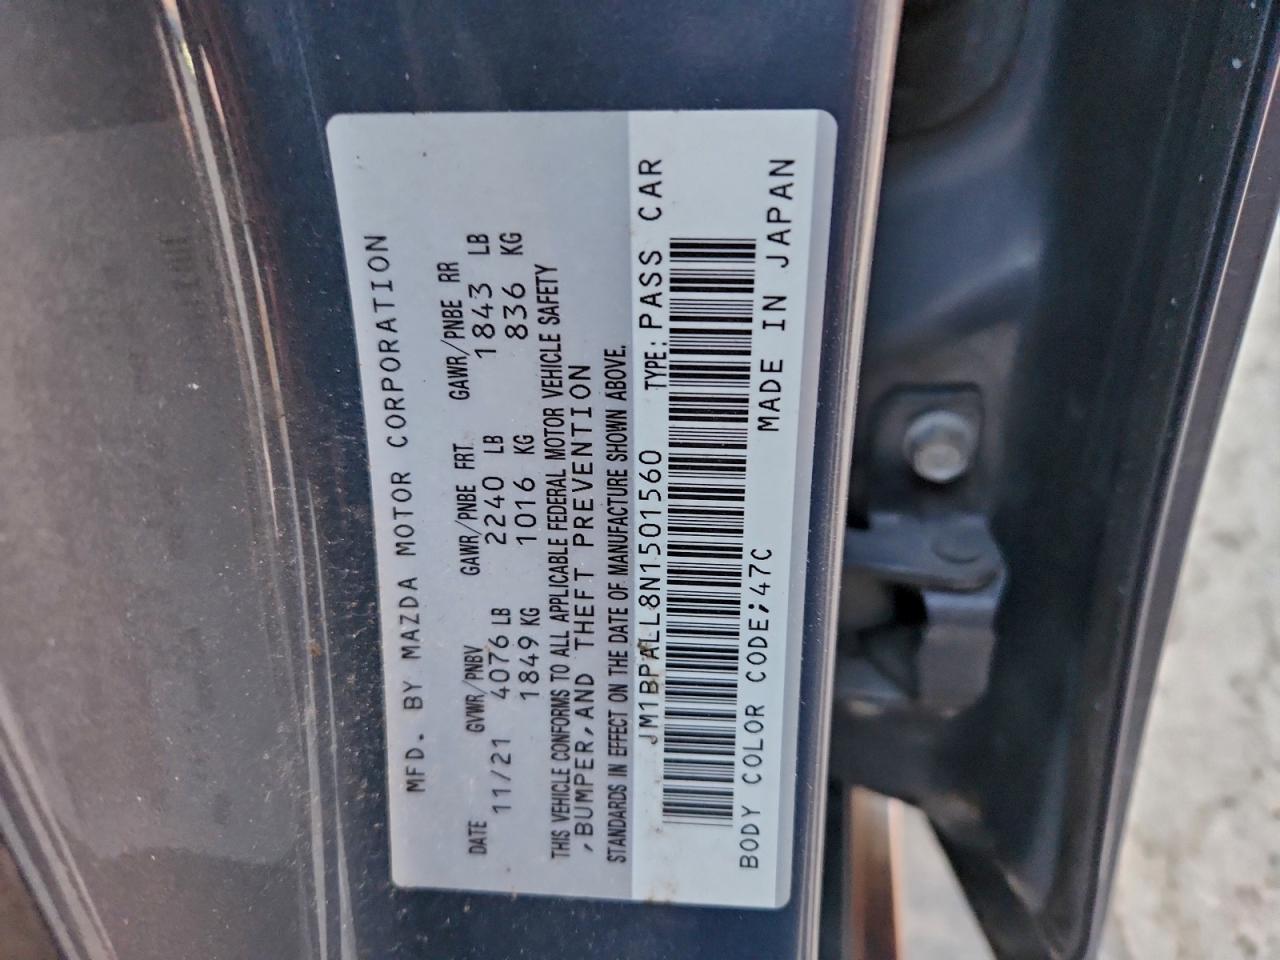 MFD. BY MAZDA MOTOR CORPORATION
DATE GVWR/PNBV GAWR/PNBE FRT. GAWR/PNBE RR
11/21 4076 LB 2240 LB 1843 LB
1849 KG 1016 KG 836 KG
THIS VEHICLE CONFORMS TO ALL APPLICABLE FEDERAL MOTOR VEHICLE SAFETY
,BUMPER,AND THEFT PREVENTION
STANDARDS IN EFFECT ON THE DATE OF MANUFACTURE SHOWN ABOVE.
JM1BPALL8N1501560 TYPE: PASS CAR
BODY COLOR CODE;47C MADE IN JAPAN